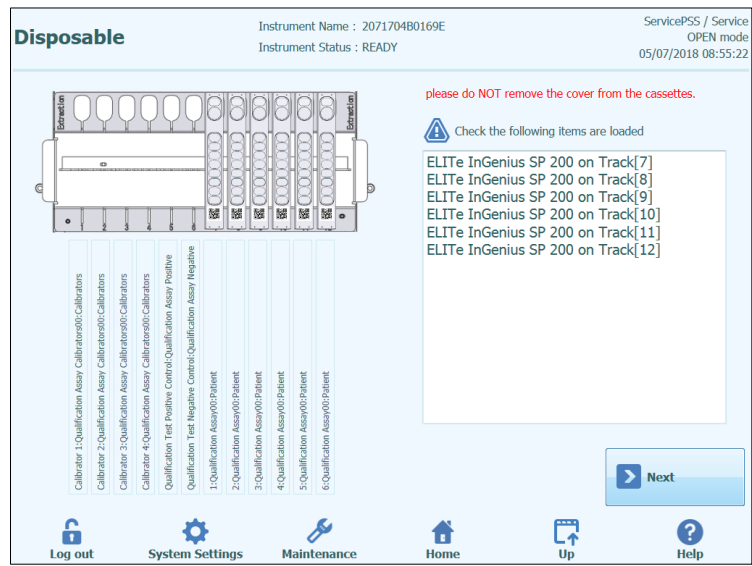 Disposable
Instrument Name : 2071704B0169E
Instrument Status : READY
ServicePSS / Service
OPEN mode
05/07/2018 08:55:22
please do NOT remove the cover from the cassettes.
Check the following items are loaded
ELITe InGenius SP 200 on Track[7]
ELITe InGenius SP 200 on Track[8]
ELITe InGenius SP 200 on Track[9]
ELITe InGenius SP 200 on Track[10]
ELITe InGenius SP 200 on Track[11]
ELITe InGenius SP 200 on Track[12]
Extraction
Extraction
Calibrator 1:Qualification Assay Calibrators00:Calibrators
Calibrator 2:Qualification Assay Calibrators00:Calibrators
Calibrator 3:Qualification Assay Calibrators00:Calibrators
Calibrator 4:Qualification Assay Calibrators00:Calibrators
Qualification Test Positive Control:Qualification Assay Positive
Qualification Test Negative Control:Qualification Assay Negative
1:Qualification Assay00:Patient
2:Qualification Assay00:Patient
3:Qualification Assay00:Patient
4:Qualification Assay00:Patient
5:Qualification Assay00:Patient
6:Qualification Assay00:Patient
Next
Log out
System Settings
Maintenance
Home
Up
Help